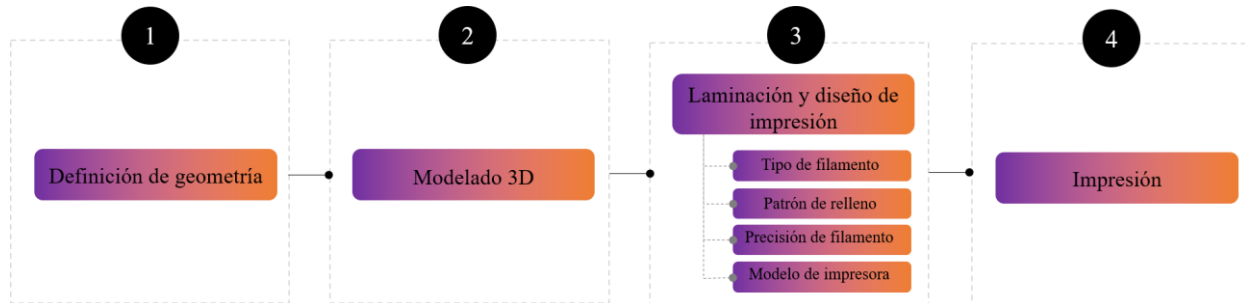 1
2
3
4
Definición de geometría
Modelado 3D
Laminación y diseño de
impresión
Tipo de filamento
Patrón de relleno
Precisión de filamento
Modelo de impresora
Impresión